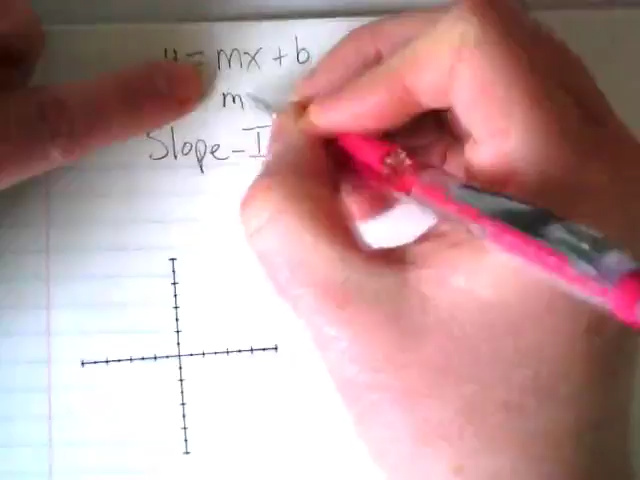 y = mx + b
m
Slope - I